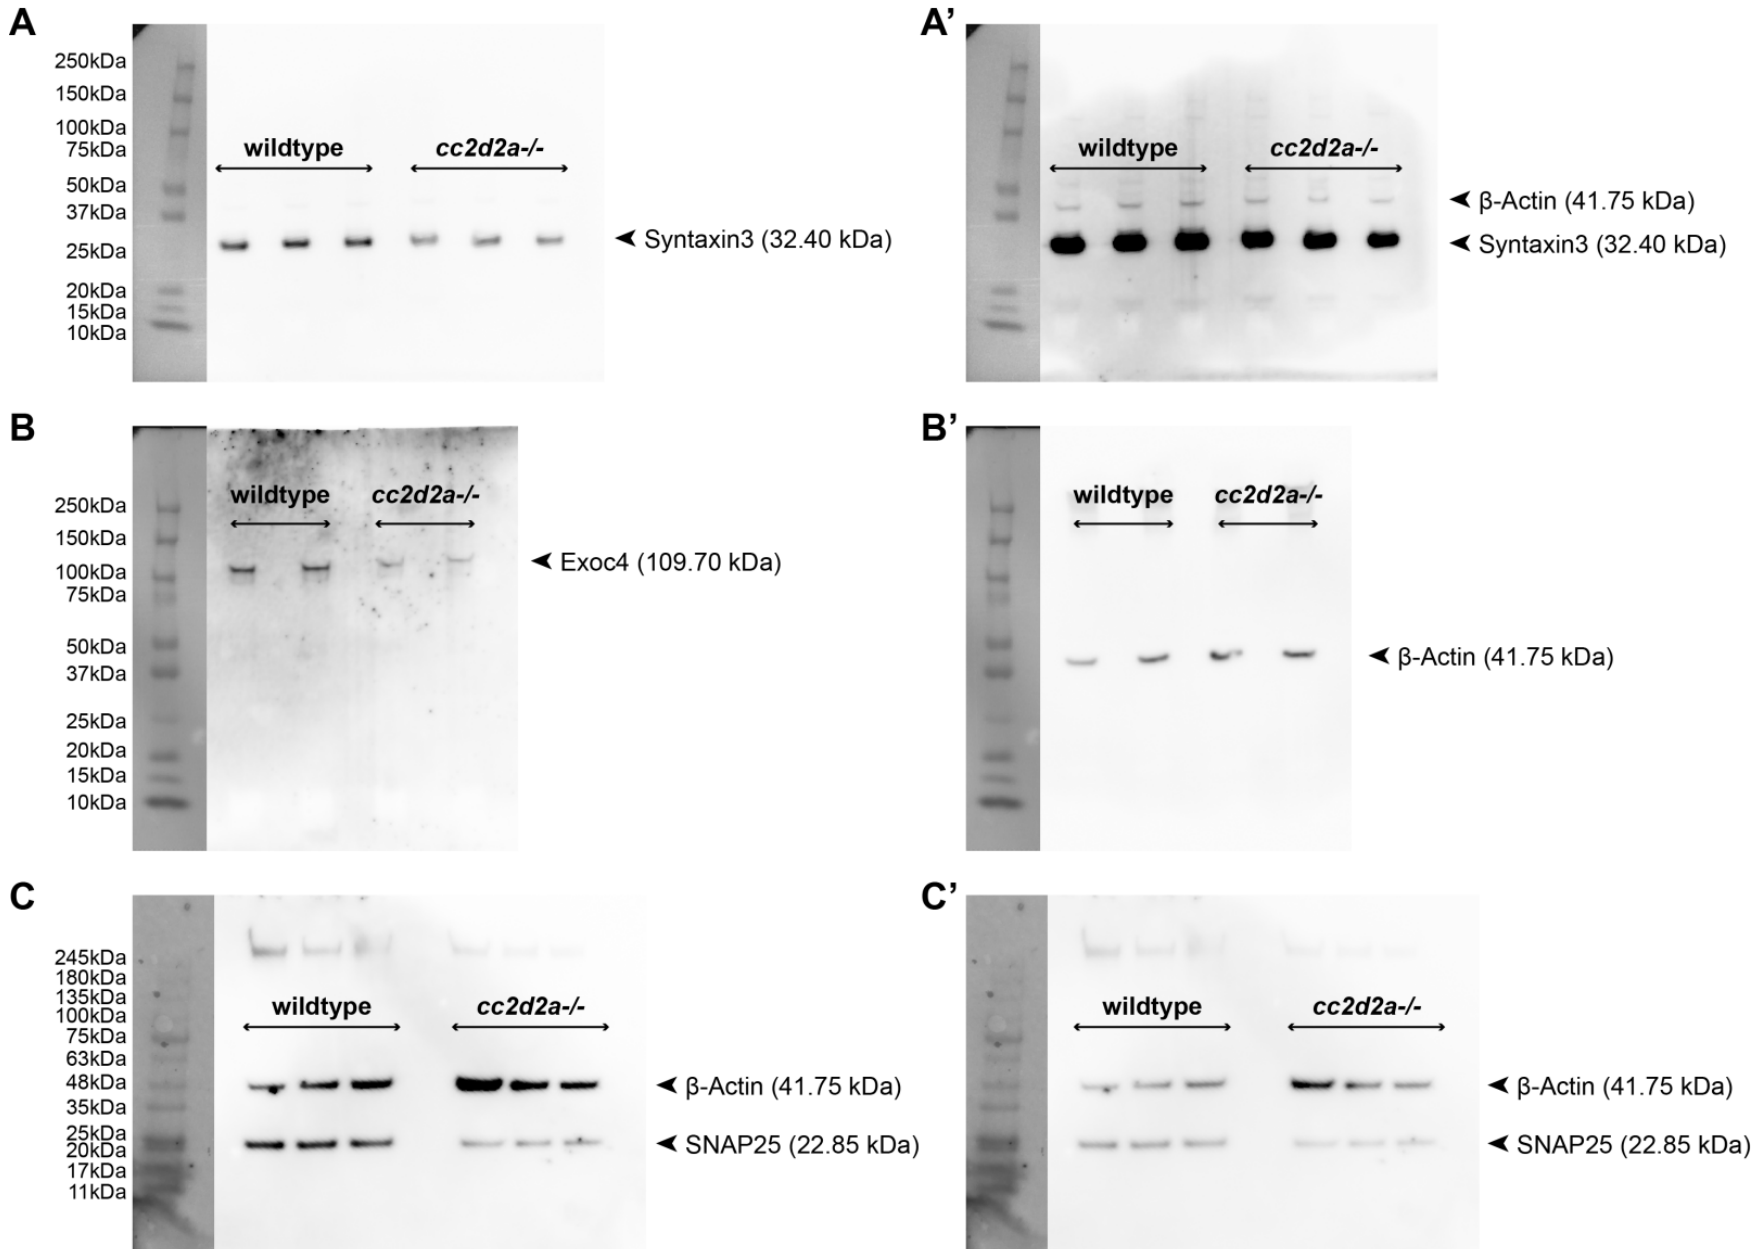 A
250kDa
150kDa
100kDa
75kDa
50kDa
37kDa
25kDa
20kDa
15kDa
10kDa
wildtype
cc2d2a-/-
Syntaxin3 (32.40 kDa)
A’
wildtype
cc2d2a-/-
β-Actin (41.75 kDa)
Syntaxin3 (32.40 kDa)
B
250kDa
150kDa
100kDa
75kDa
50kDa
37kDa
25kDa
20kDa
15kDa
10kDa
wildtype
cc2d2a-/-
Exoc4 (109.70 kDa)
B’
wildtype
cc2d2a-/-
β-Actin (41.75 kDa)
C
245kDa
180kDa
135kDa
100kDa
75kDa
63kDa
48kDa
35kDa
25kDa
20kDa
17kDa
11kDa
wildtype
cc2d2a-/-
β-Actin (41.75 kDa)
SNAP25 (22.85 kDa)
C’
wildtype
cc2d2a-/-
β-Actin (41.75 kDa)
SNAP25 (22.85 kDa)